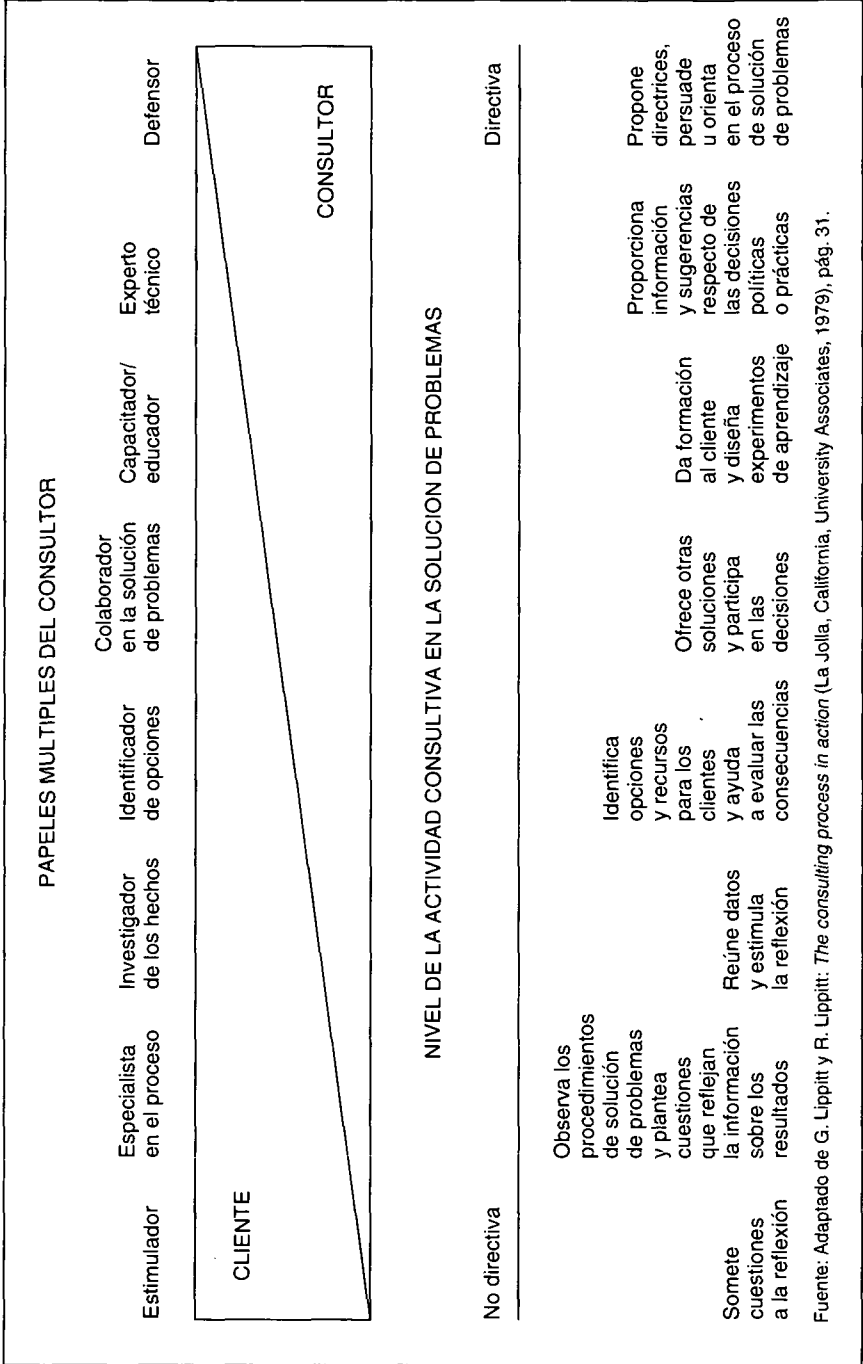 PAPELES MULTIPLES DEL CONSULTOR
Estimulador
Especialista
en el proceso
Investigador
de los hechos
Identificador
de opciones
Colaborador
en la solución
de problemas
Capacitador/
educador
Experto
técnico
Defensor
CLIENTE
CONSULTOR
NIVEL DE LA ACTIVIDAD CONSULTIVA EN LA SOLUCION DE PROBLEMAS
No directiva
Directiva
Somete
cuestiones
a la reflexión
Observa los
procedimientos
de solución
de problemas
y plantea
cuestiones
que reflejan
la información
sobre los
resultados
Reúne datos
y estimula
la reflexión
Identifica
opciones
y recursos
para los
clientes
y ayuda
a evaluar las
consecuencias
Ofrece otras
soluciones
y participa
en las
decisiones
Da formación
al cliente
y diseña
experimentos
de aprendizaje
Proporciona
información
y sugerencias
respecto de
las decisiones
políticas
o prácticas
Propone
directrices,
persuade
u orienta
en el proceso
de solución
de problemas
Fuente: Adaptado de G. Lippitt y R. Lippitt: The consulting process in action (La Jolla, California, University Associates, 1979), pág. 31.